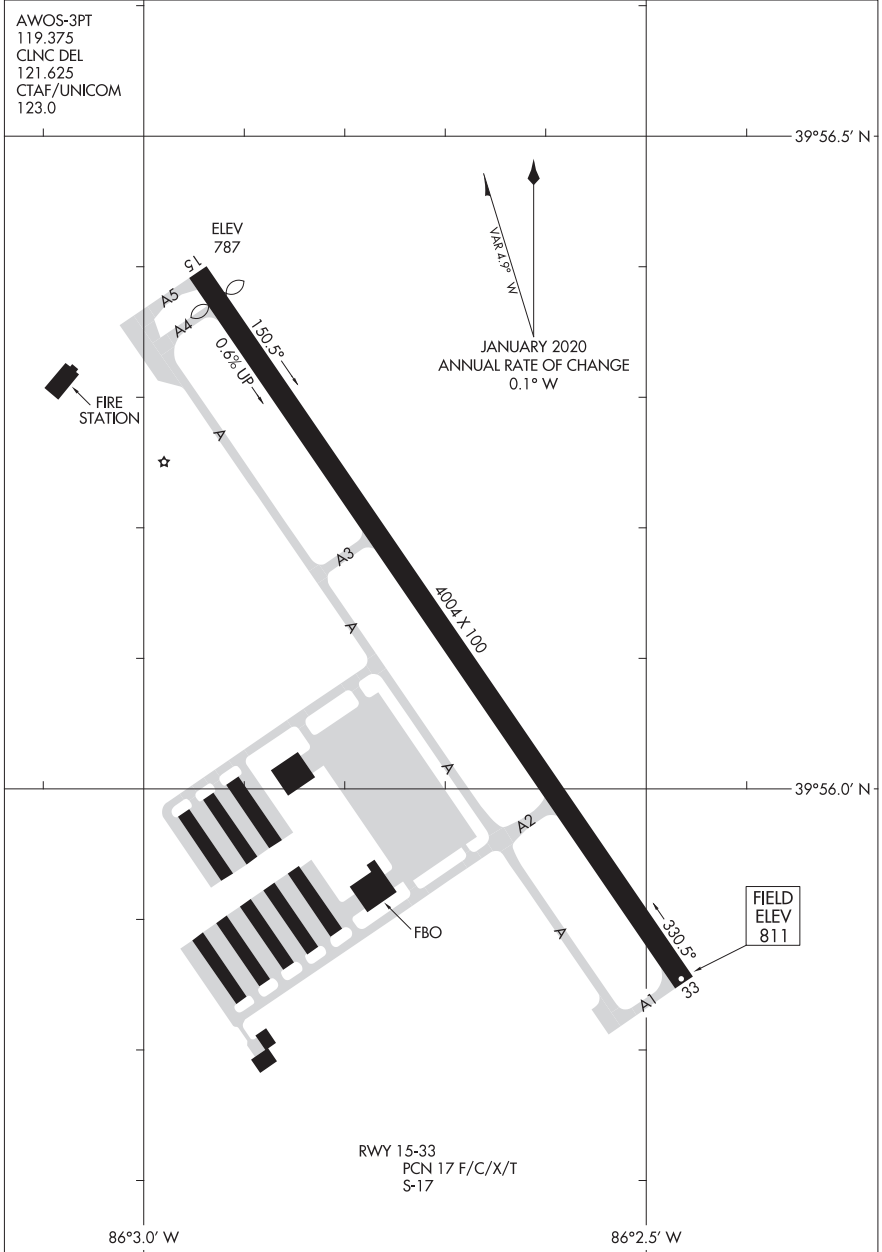 AWOS-3PT
119.375
CLNC DEL
121.625
CTAF/UNICOM
123.0
39°56.5' N
ELEV
787
15
VAR 4.9° W
A5
A4
150.5°
0.6% UP
JANUARY 2020
ANNUAL RATE OF CHANGE
0.1° W
FIRE
STATION
A
A3
4004 X 100
A
A
39°56.0' N
A2
FIELD
ELEV
811
FBO
A
330.5°
33
A1
RWY 15-33
PCN 17 F/C/X/T
S-17
86°3.0' W
86°2.5' W